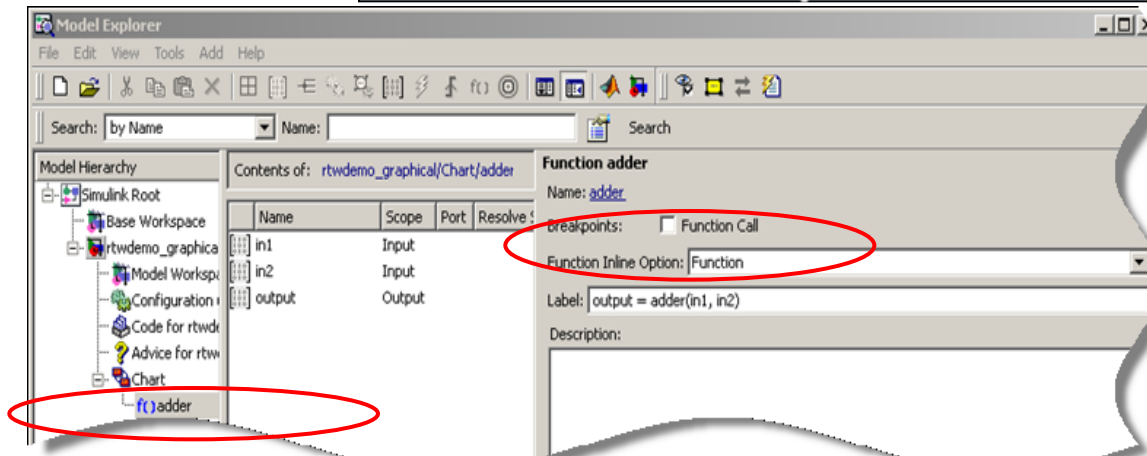 Model Explorer
File Edit View Tools Add Help
Search: by Name Name: Search
Model Hierarchy
Simulink Root
Base Workspace
rtwdemo_graphica
Model Workspa
Configuration
Code for rtwde
Advice for rtw
Chart
f() adder
Contents of: rtwdemo_graphical/Chart/adder
Name Scope Port Resolve S
in1 Input
in2 Input
output Output
Function adder
Name: adder
Breakpoints: Function Call
Function Inline Option: Function
Label: output = adder(in1, in2)
Description: